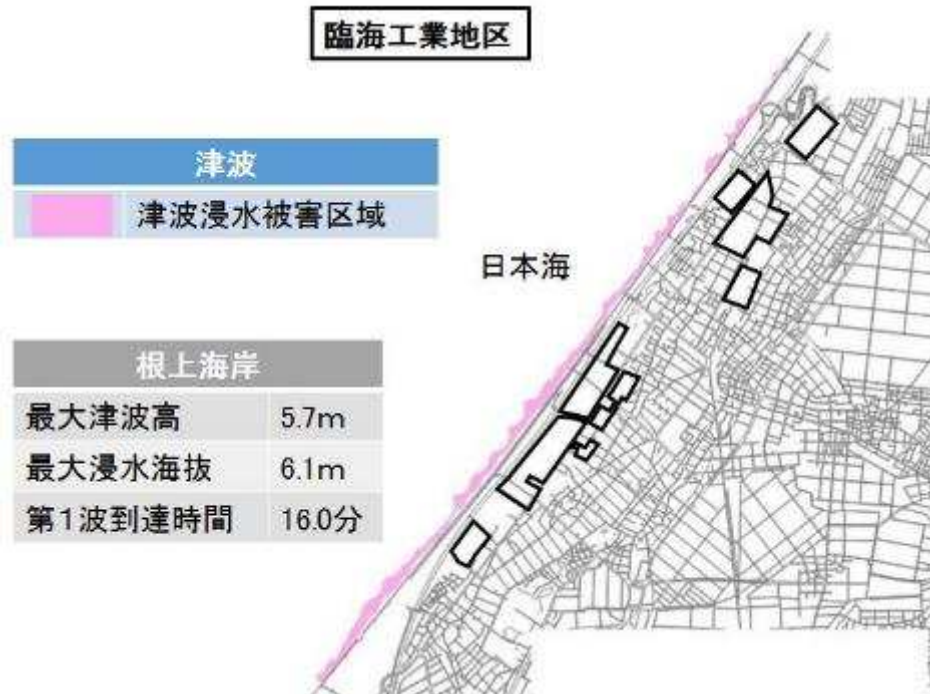 臨海工業地区
津波
津波浸水被害区域
日本海
根上海岸
最大津波高 5.7m
最大浸水海抜 6.1m
第1波到達時間 16.0分